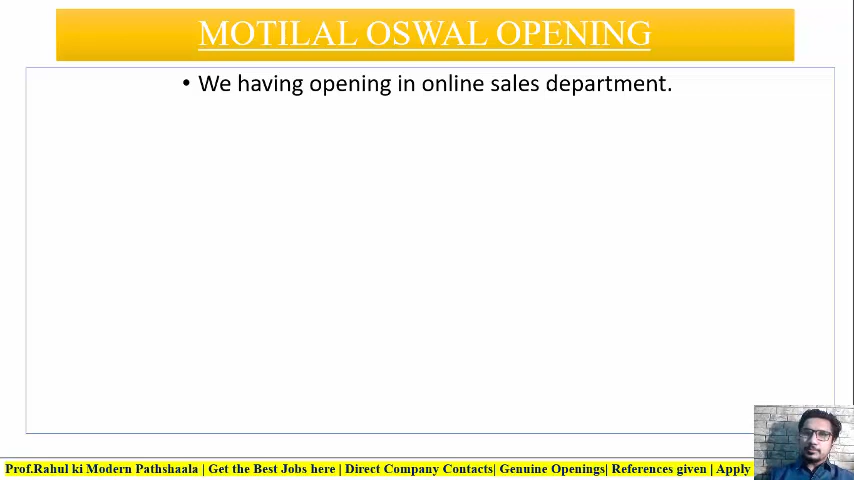 MOTILAL OSWAL OPENING
• We having opening in online sales department.
Prof.Rahul ki Modern Pathshaala | Get the Best Jobs here | Direct Company Contacts| Genuine Openings| References given | Apply